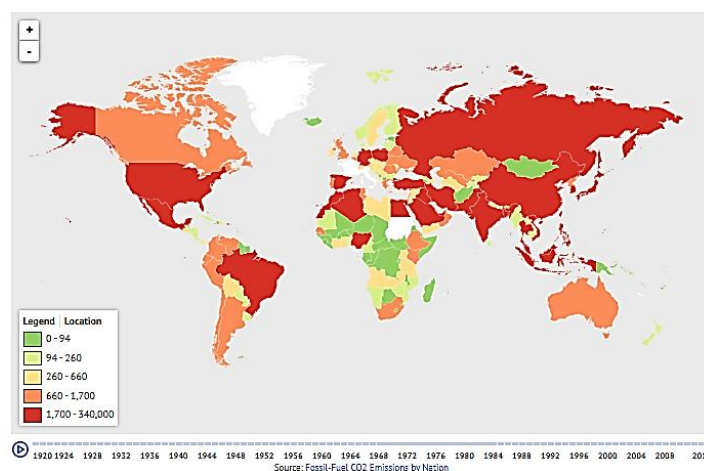 +
-
Legend Location
0 - 94
94 - 260
260 - 660
660 - 1,700
1,700 - 340,000
1920 1924 1928 1932 1936 1940 1944 1948 1952 1956 1960 1964 1968 1972 1976 1980 1984 1988 1992 1996 2000 2004 2008 201
Source: Fossil-Fuel CO2 Emissions by Nation